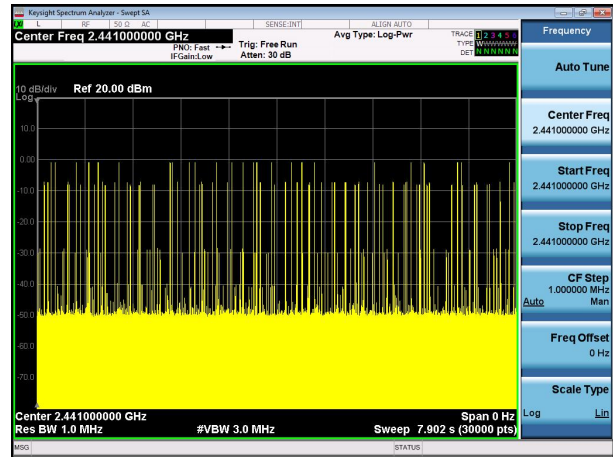 Keysight Spectrum Analyzer - Swept SA
LXI L RF 50 Ω AC SENSE:INT ALIGN AUTO
Center Freq 2.441000000 GHz
PNO: Fast
IFGain:Low
Trig: Free Run
Atten: 30 dB
Avg Type: Log-Pwr
TRACE 1 2 3 4 5 6
TYPE WWWWWW
DET N N N N N N
10 dB/div Ref 20.00 dBm
Log
10.0
0.00
-10.0
-20.0
-30.0
-40.0
-50.0
-60.0
-70.0
Center 2.441000000 GHz
Span 0 Hz
Res BW 1.0 MHz
#VBW 3.0 MHz
Sweep 7.902 s (30000 pts)
MSG
STATUS
Frequency
Auto Tune
Center Freq
2.441000000 GHz
Start Freq
2.441000000 GHz
Stop Freq
2.441000000 GHz
CF Step
1.000000 MHz
Auto Man
Freq Offset
0 Hz
Scale Type
Log Lin